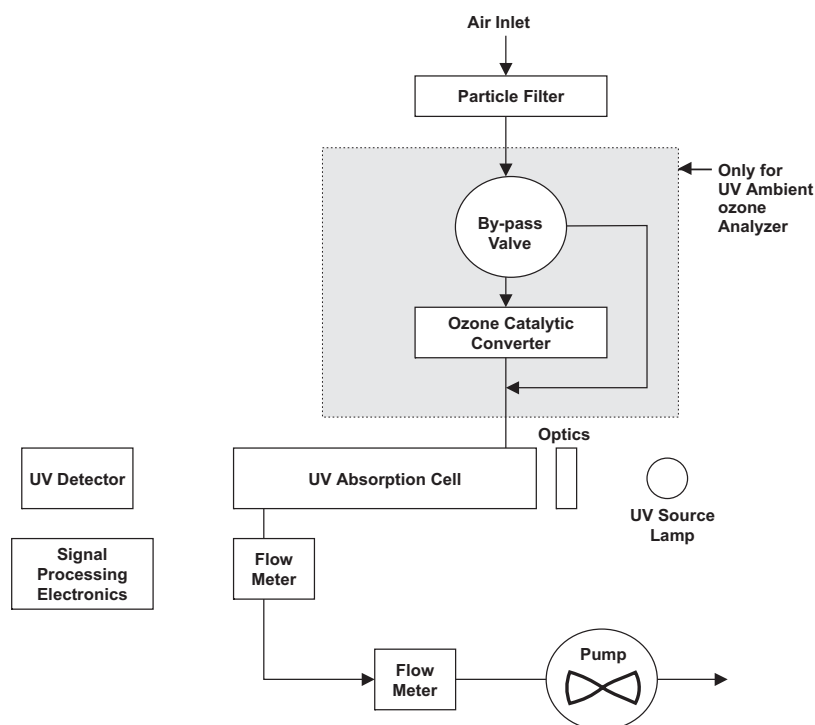 Air Inlet
Particle Filter
Only for
UV Ambient
ozone
Analyzer
By-pass
Valve
Ozone Catalytic
Converter
Optics
UV Detector
UV Absorption Cell
UV Source
Lamp
Signal
Processing
Electronics
Flow
Meter
Flow
Meter
Pump